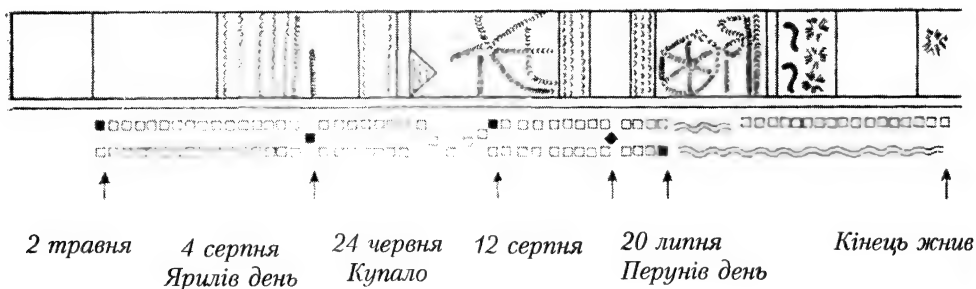 2 травня 4 серпня 24 червня 12 серпня 20 липня Кінець жнив
Ярилів день Купало Перунів день